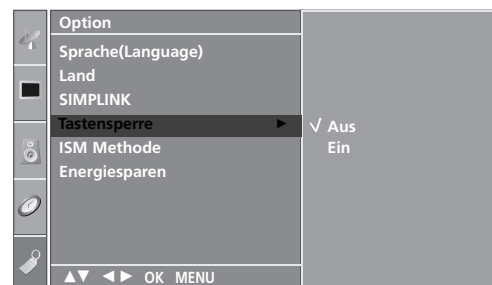 Option
Sprache(Language)
Land
SIMPLINK
Tastensperre ►
ISM Methode
Energiesparen
√ Aus
Ein
▲▼ ◄► OK MENU